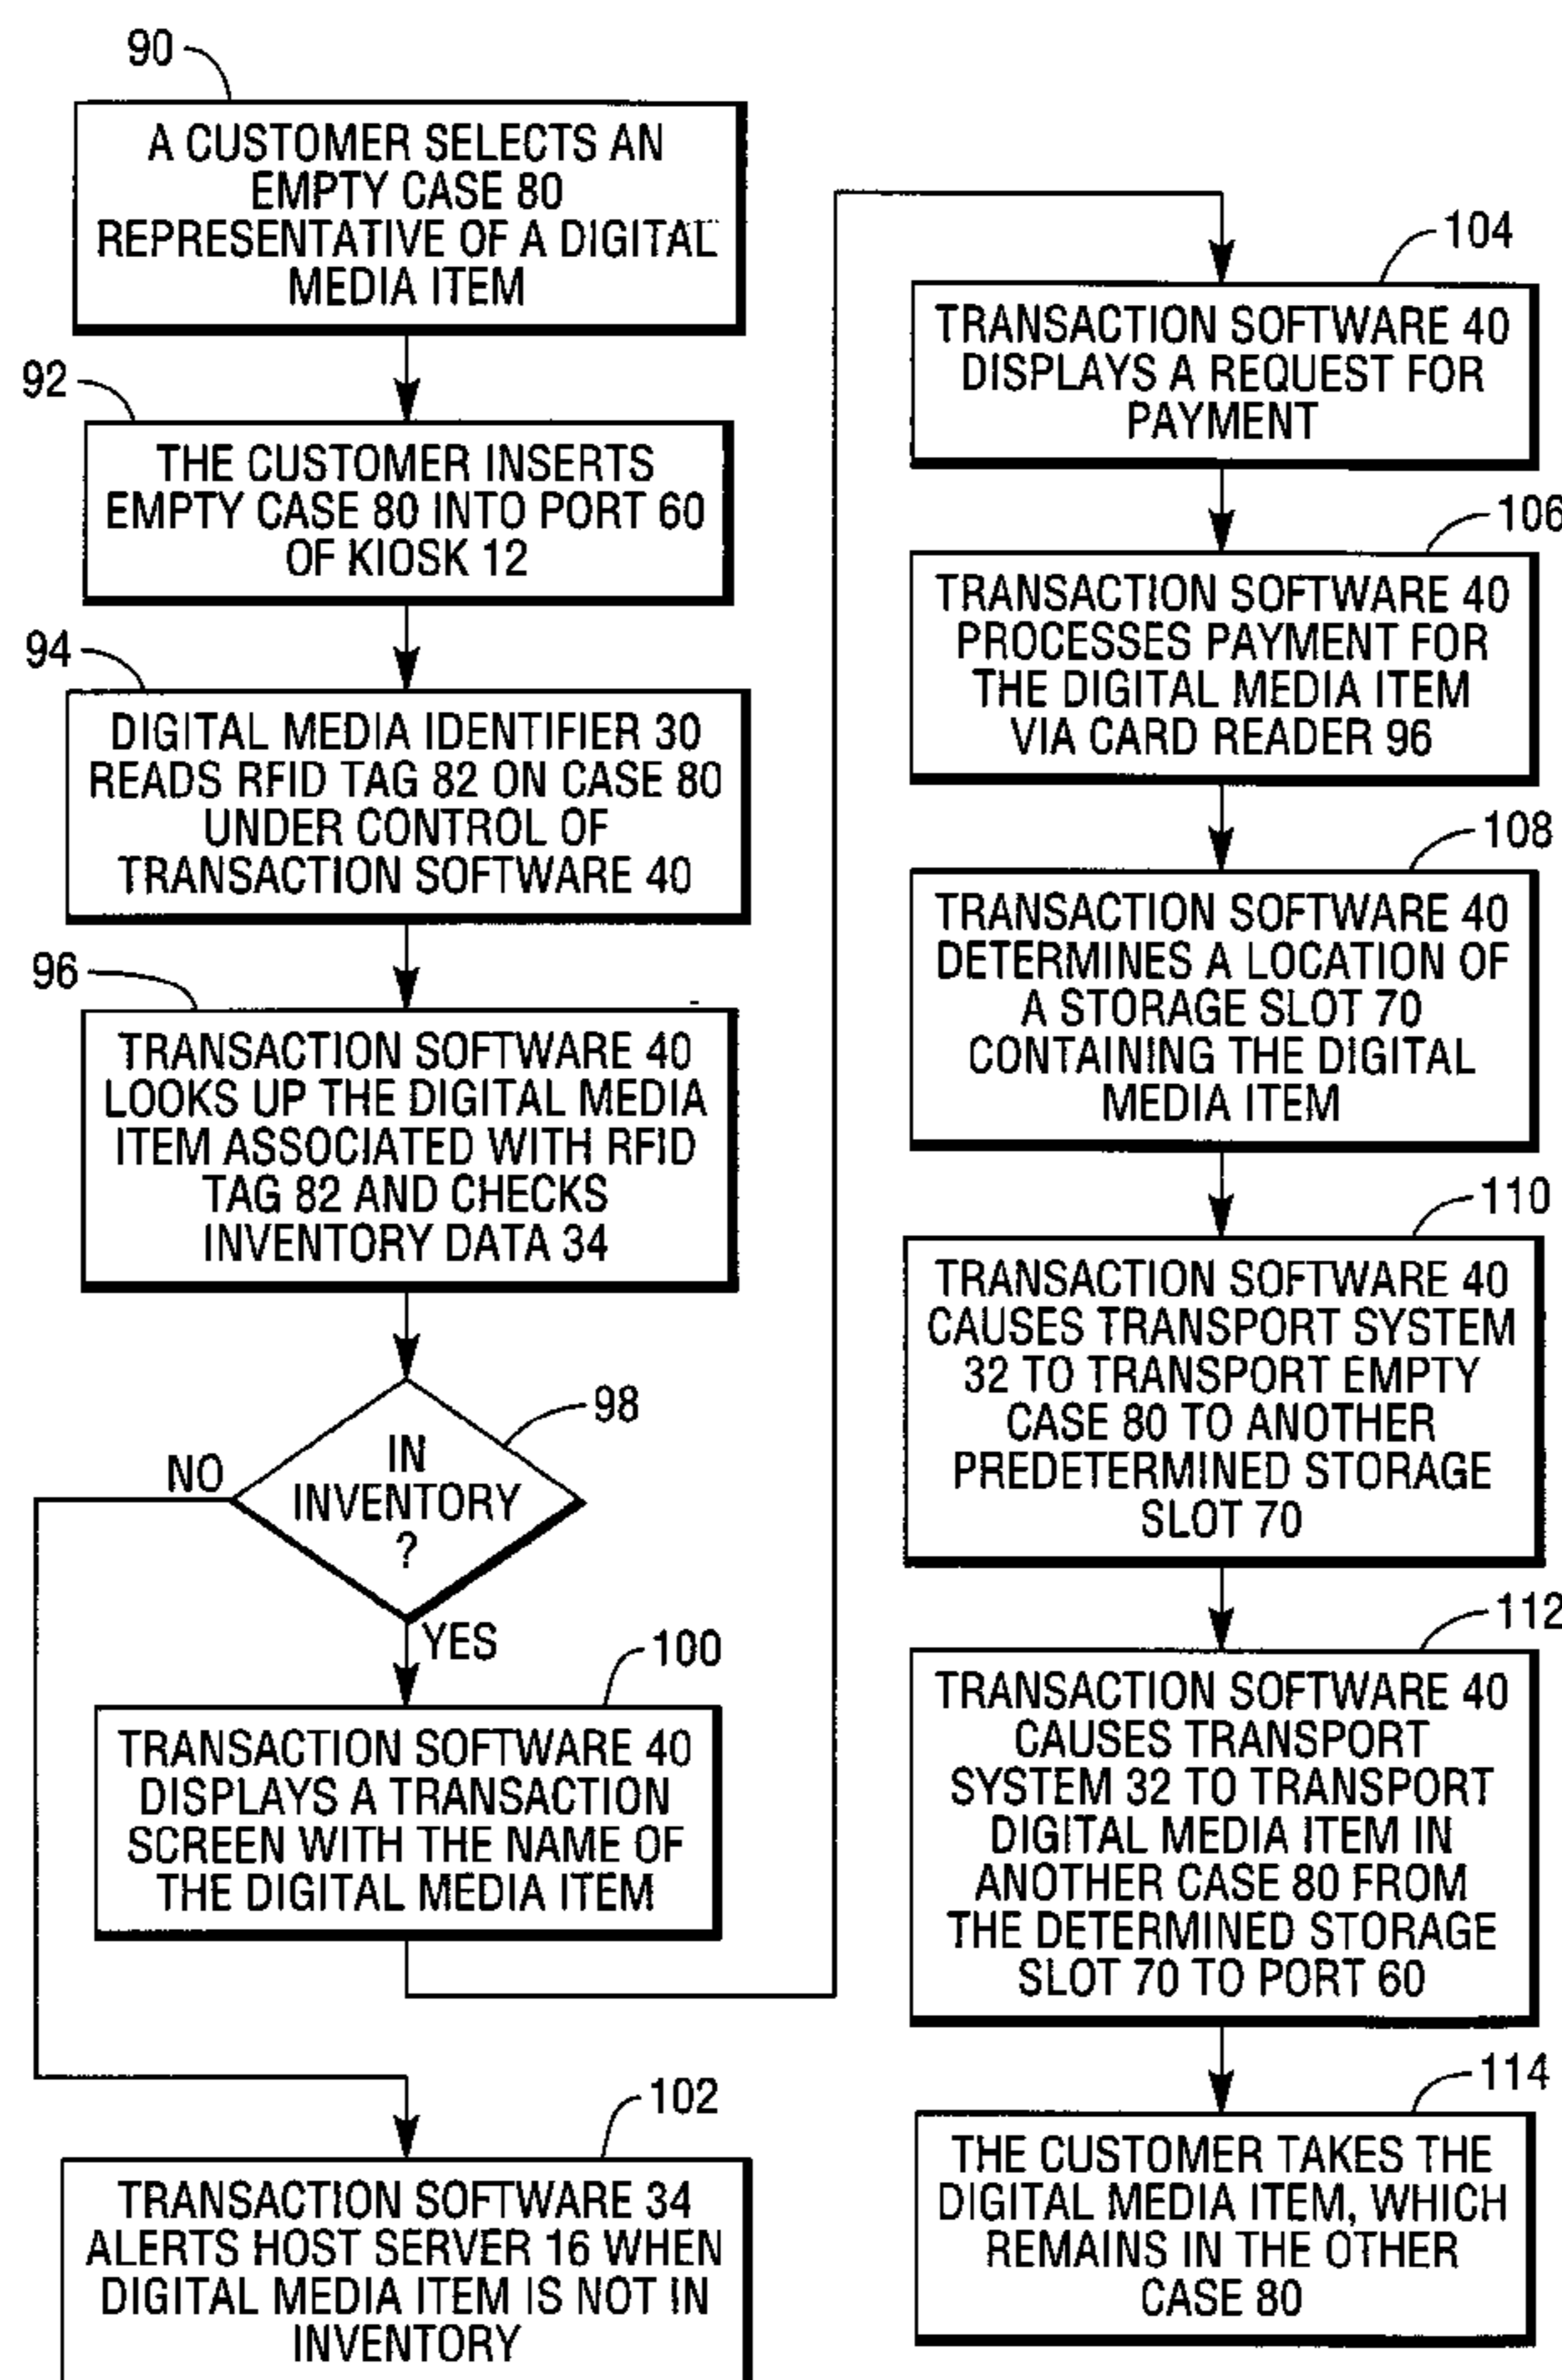 90
A CUSTOMER SELECTS AN
EMPTY CASE 80
REPRESENTATIVE OF A DIGITAL
MEDIA ITEM
92
THE CUSTOMER INSERTS
EMPTY CASE 80 INTO PORT 60
OF KIOSK 12
94
DIGITAL MEDIA IDENTIFIER 30
READS RFID TAG 82 ON CASE 80
UNDER CONTROL OF
TRANSACTION SOFTWARE 40
96
TRANSACTION SOFTWARE 40
LOOKS UP THE DIGITAL MEDIA
ITEM ASSOCIATED WITH RFID
TAG 82 AND CHECKS
INVENTORY DATA 34
98
IN
INVENTORY
?
NO
YES
100
TRANSACTION SOFTWARE 40
DISPLAYS A TRANSACTION
SCREEN WITH THE NAME OF
THE DIGITAL MEDIA ITEM
102
TRANSACTION SOFTWARE 34
ALERTS HOST SERVER 16 WHEN
DIGITAL MEDIA ITEM IS NOT IN
INVENTORY
104
TRANSACTION SOFTWARE 40
DISPLAYS A REQUEST FOR
PAYMENT
106
TRANSACTION SOFTWARE 40
PROCESSES PAYMENT FOR
THE DIGITAL MEDIA ITEM
VIA CARD READER 96
108
TRANSACTION SOFTWARE 40
DETERMINES A LOCATION OF
A STORAGE SLOT 70
CONTAINING THE DIGITAL
MEDIA ITEM
110
TRANSACTION SOFTWARE 40
CAUSES TRANSPORT SYSTEM
32 TO TRANSPORT EMPTY
CASE 80 TO ANOTHER
PREDETERMINED STORAGE
SLOT 70
112
TRANSACTION SOFTWARE 40
CAUSES TRANSPORT
SYSTEM 32 TO TRANSPORT
DIGITAL MEDIA ITEM IN
ANOTHER CASE 80 FROM
THE DETERMINED STORAGE
SLOT 70 TO PORT 60
114
THE CUSTOMER TAKES THE
DIGITAL MEDIA ITEM, WHICH
REMAINS IN THE OTHER
CASE 80